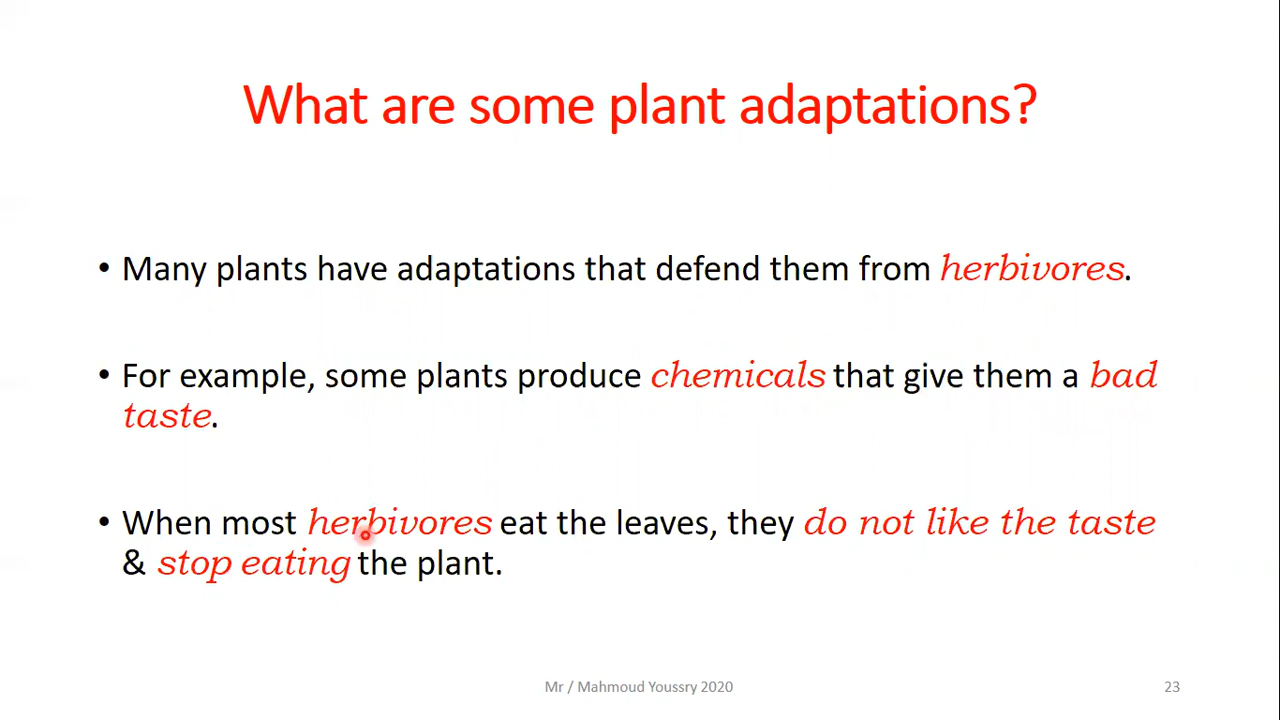 What are some plant adaptations?
• Many plants have adaptations that defend them from herbivores.
• For example, some plants produce chemicals that give them a bad
taste.
• When most herbivores eat the leaves, they do not like the taste
& stop eating the plant.
Mr / Mahmoud Youssry 2020
23